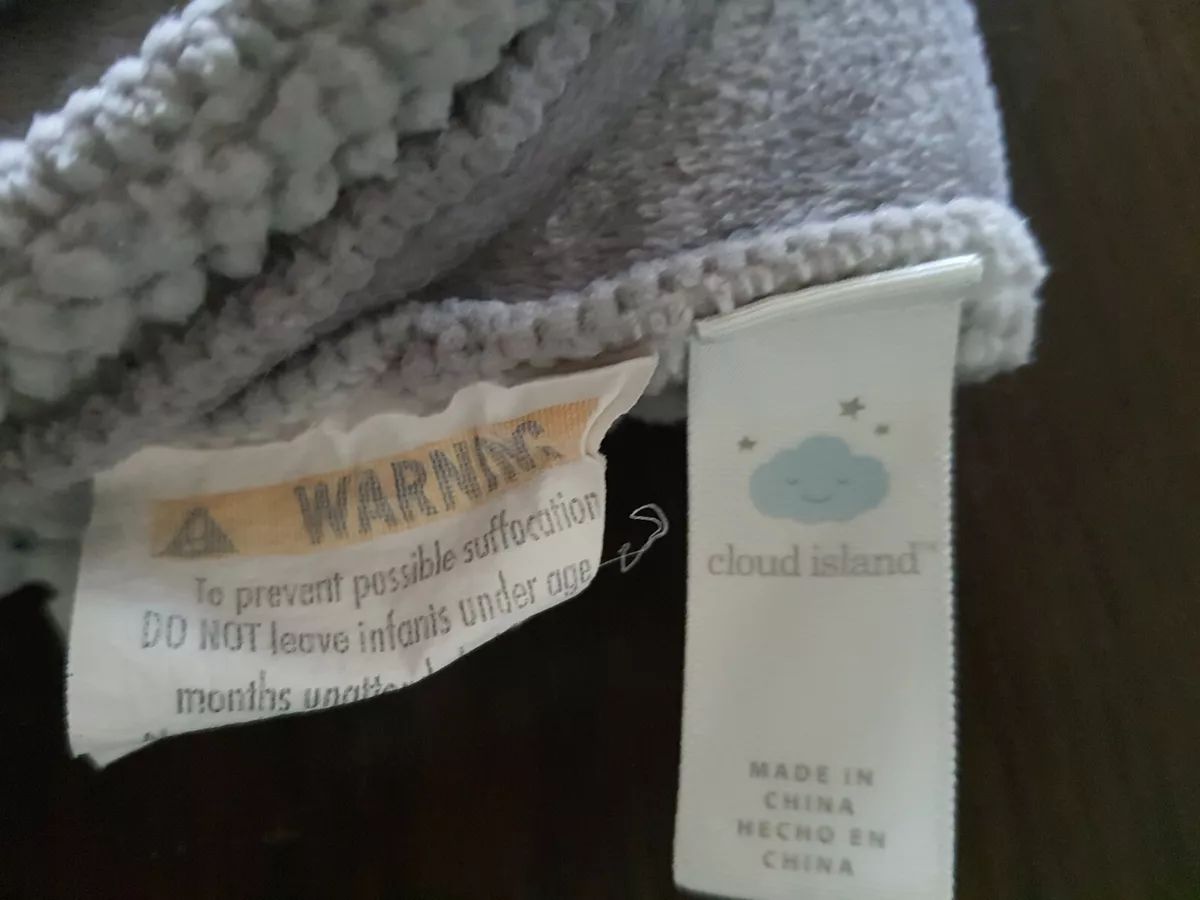 WARNING
To prevent possible suffocation
DO NOT leave infants under age
months
cloud island™
MADE IN
CHINA
HECHO EN
CHINA